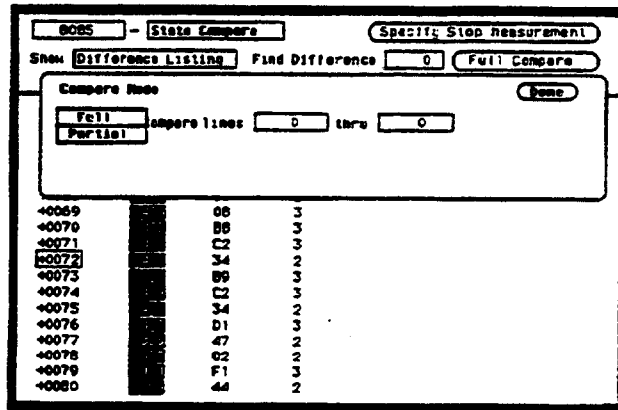 8085 - State Compare Specify Stop Measurement
Show Difference Listing Find Difference 0 Full Compare
Compare Mode Done
Full Compare lines 0 thru 0
Partial
+0069 08 3
+0070 B8 3
+0071 C2 3
+0072 34 2
+0073 B9 3
+0074 C2 3
+0075 34 2
+0076 D1 3
+0077 47 2
+0078 02 2
+0079 F1 3
+0080 44 2